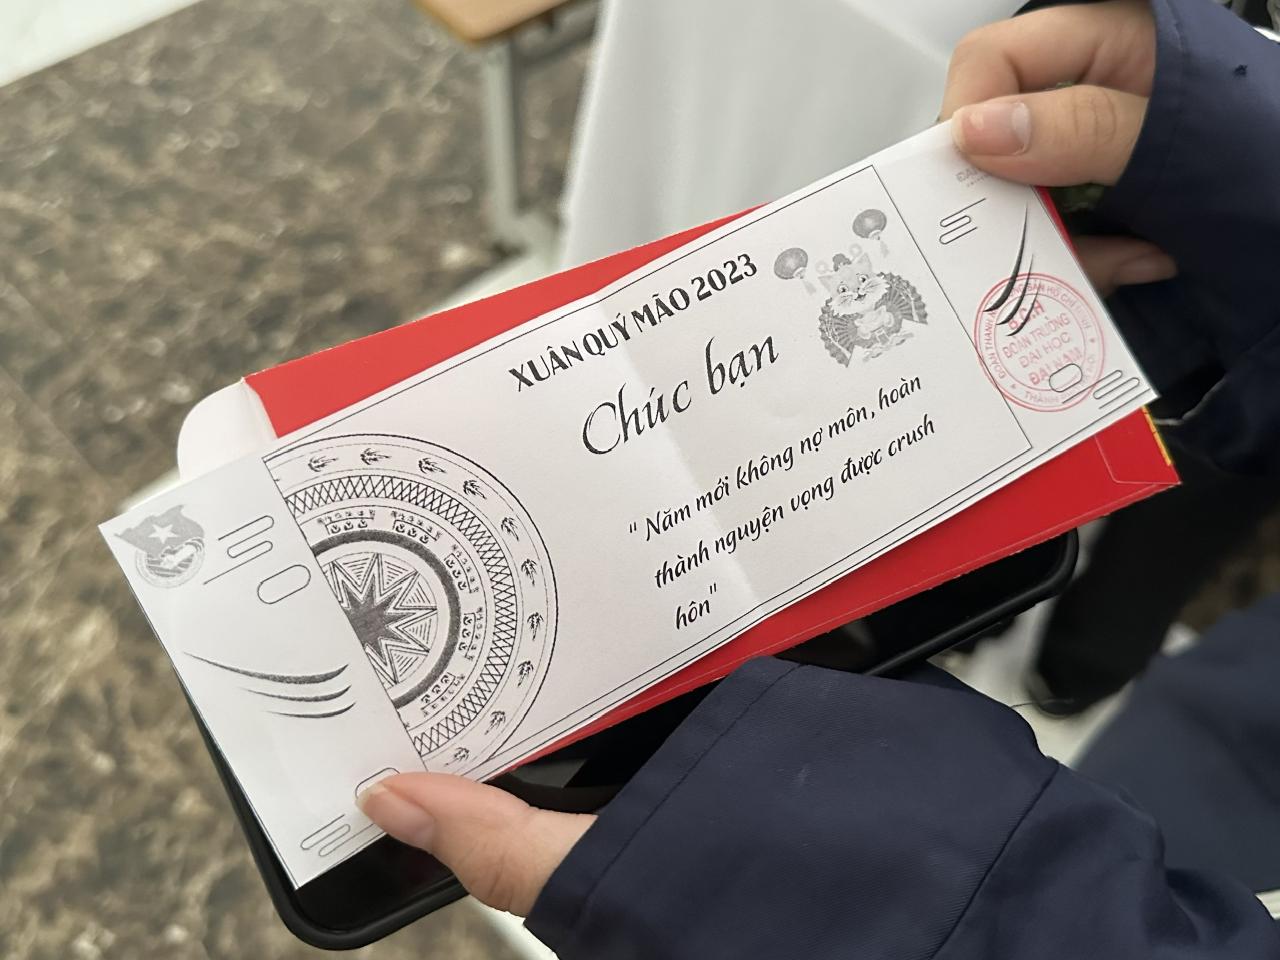 XUÂN QUÝ MÃO 2023
Chúc bạn
" Năm mới không nợ môn, hoàn
thành nguyện vọng được crush
hôn"
B.C.H
ĐOÀN TRƯỜNG
ĐẠI HỌC
ĐẠI NAM